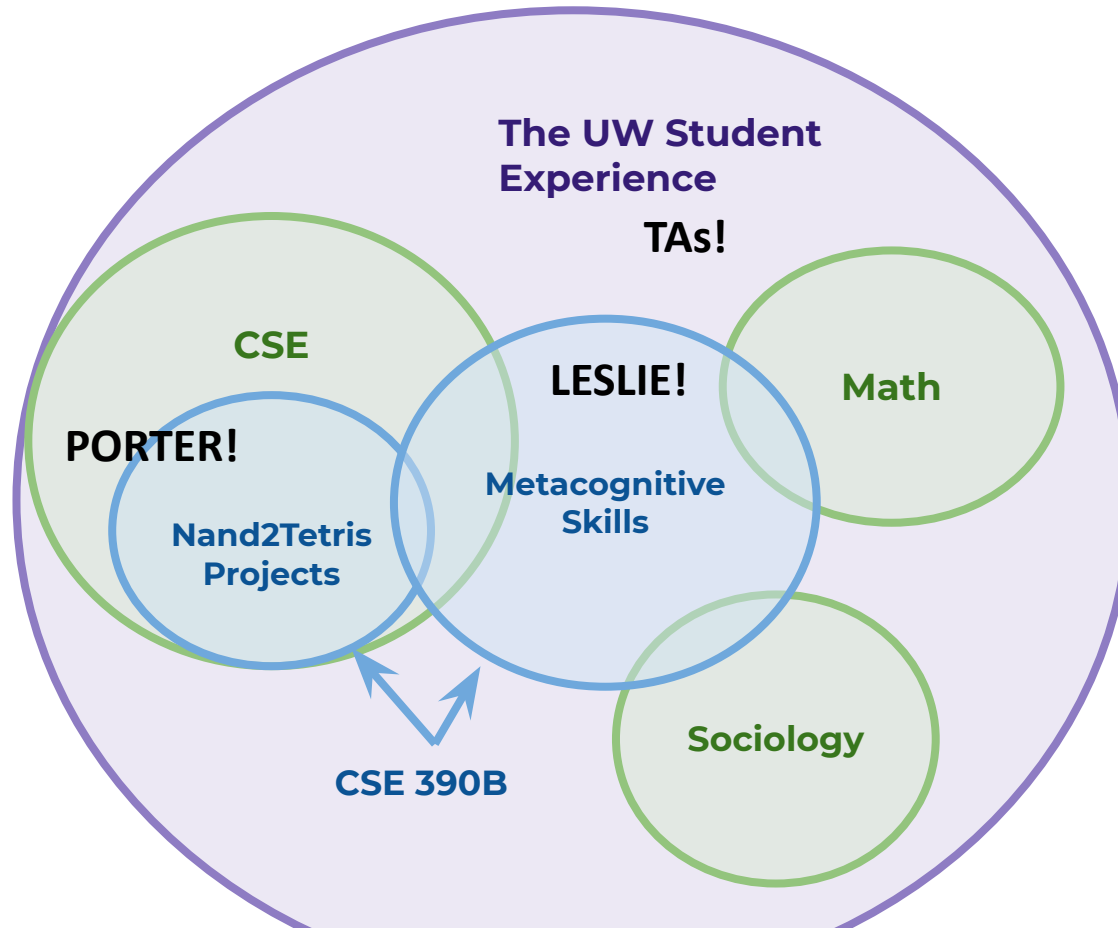 The UW Student
Experience
TAs!
CSE
LESLIE!
Math
PORTER!
Metacognitive
Skills
Nand2Tetris
Projects
Sociology
CSE 390B